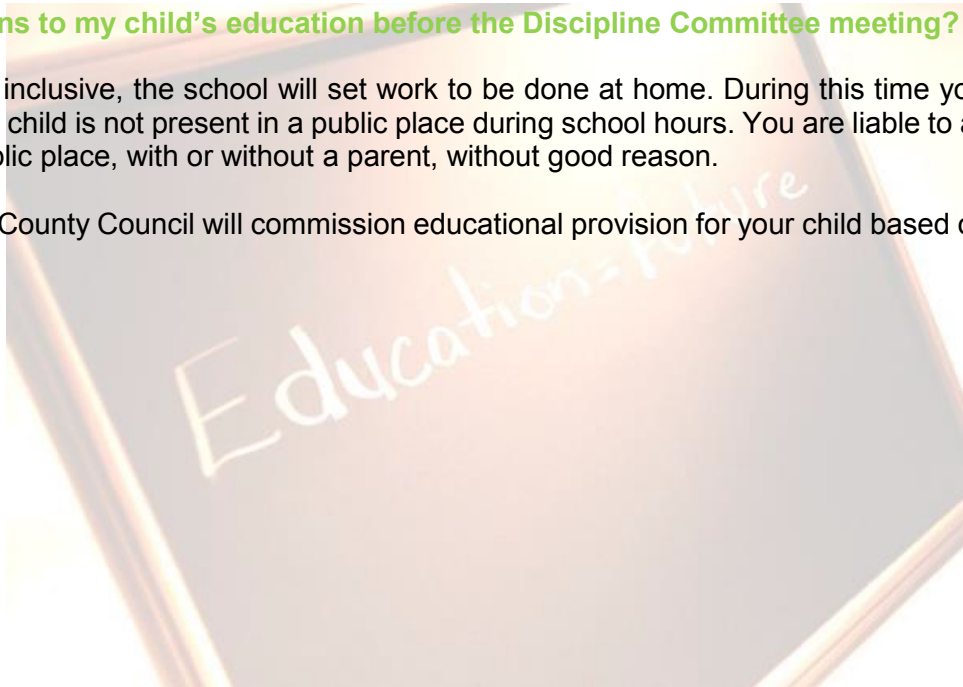 ns to my child’s education before the Discipline Committee meeting?
inclusive, the school will set work to be done at home. During this time yo
child is not present in a public place during school hours. You are liable to a
blic place, with or without a parent, without good reason.
County Council will commission educational provision for your child based o
Education = future